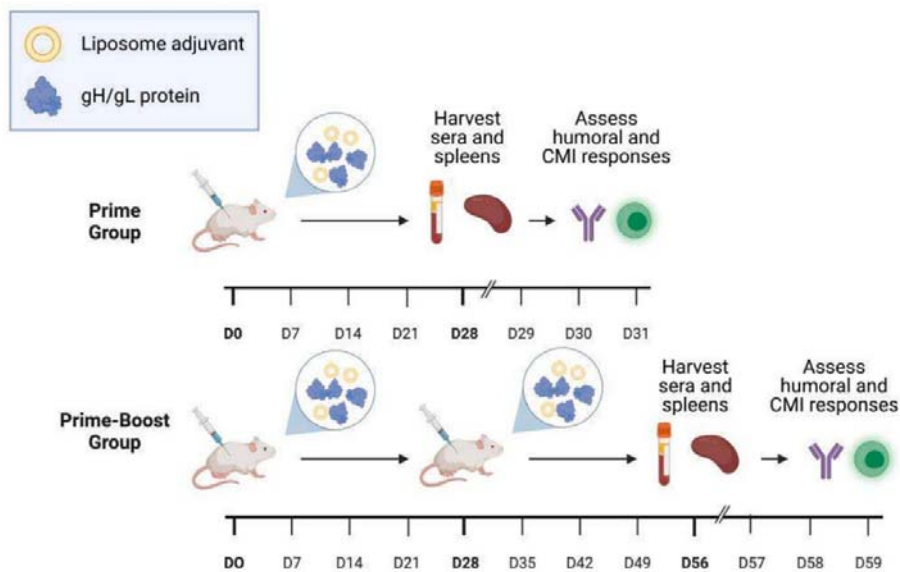 Liposome adjuvant
gH/gL protein
Harvest
sera and
spleens
Assess
humoral and
CMI responses
Prime
Group
D0 D7 D14 D21 D28 D29 D30 D31
Harvest
sera and
spleens
Assess
humoral and
CMI responses
Prime-Boost
Group
D0 D7 D14 D21 D28 D35 D42 D49 D56 D57 D58 D59